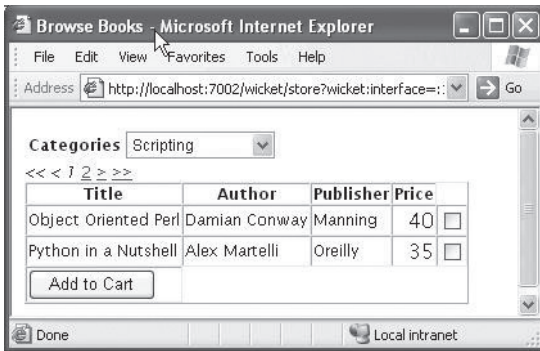 Browse Books - Microsoft Internet Explorer
File Edit View Favorites Tools Help
Address http://localhost:7002/wicket/store?wicket:interface=: Go
Categories Scripting
<< < 1 2 > >>
Title Author Publisher Price
Object Oriented Perl Damian Conway Manning 40
Python in a Nutshell Alex Martelli Oreilly 35
Add to Cart
Done Local intranet